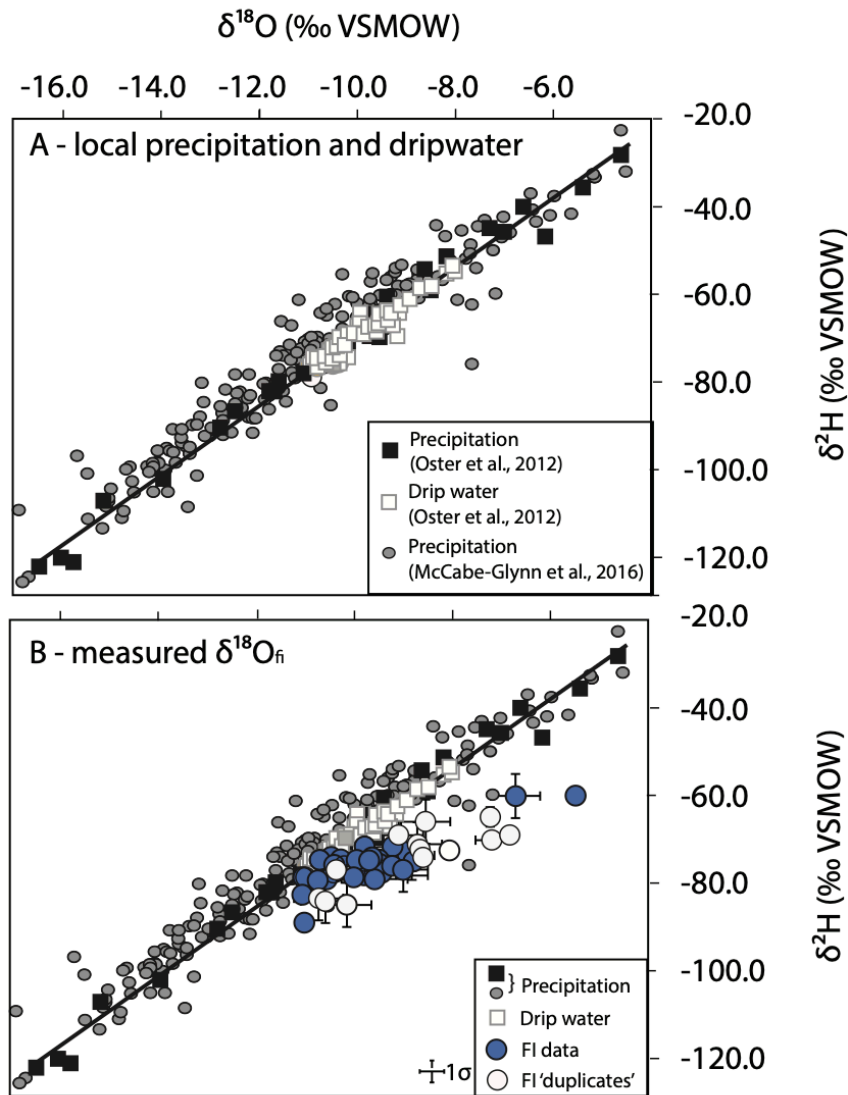 δ18O (‰ VSMOW)
-16.0 -14.0 -12.0 -10.0 -8.0 -6.0
A - local precipitation and dripwater
-20.0
-40.0
-60.0
-80.0
-100.0
-120.0
δ2H (‰ VSMOW)
Precipitation
(Oster et al., 2012)
Drip water
(Oster et al., 2012)
Precipitation
(McCabe-Glynn et al., 2016)
B - measured δ18Ofi
-20.0
-40.0
-60.0
-80.0
-100.0
-120.0
δ2H (‰ VSMOW)
} Precipitation
Drip water
FI data
FI 'duplicates'
1σ